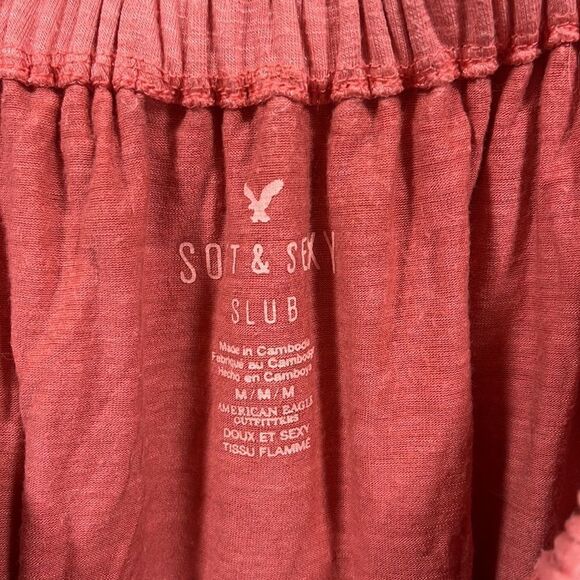 SOT & SEXY
SLUB
Made in Cambodia
Fabriqué au Cambodge
Hecho en Camboya
M/M/M
AMERICAN EAGLE
OUTFITTERS
DOUX ET SEXY
TISSU FLAMME